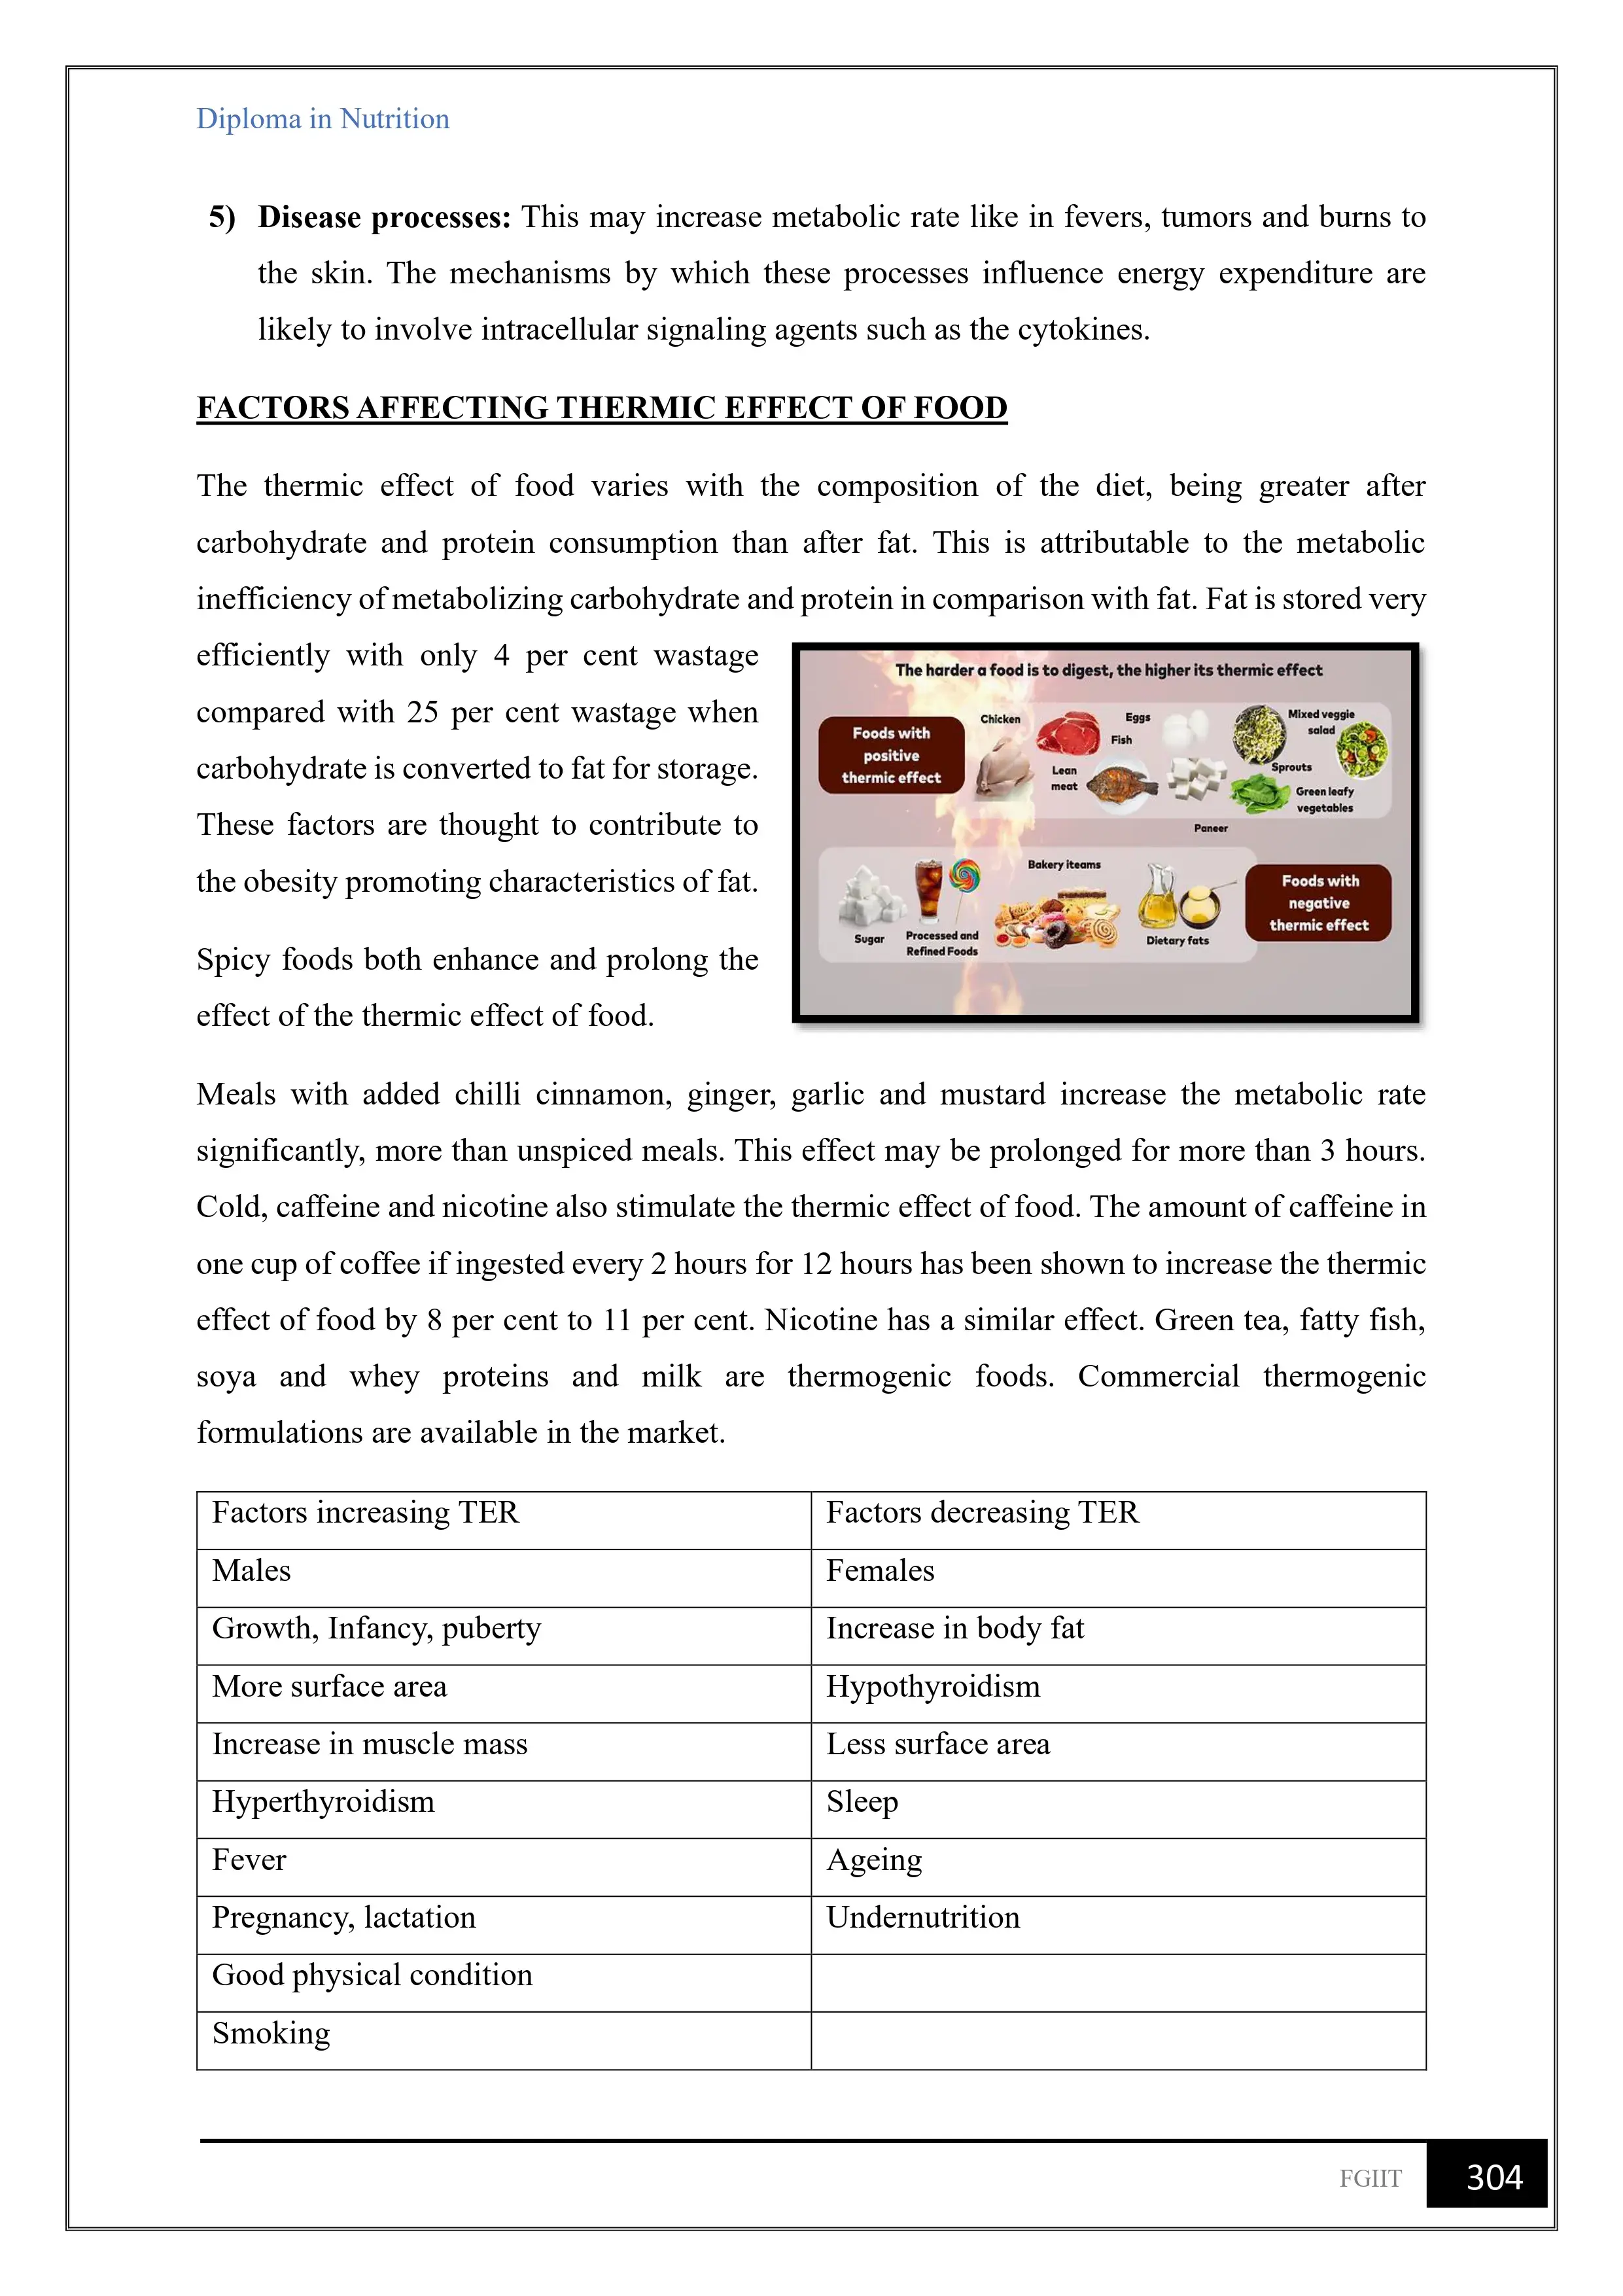 Diploma in Nutrition
5) Disease processes: This may increase metabolic rate like in fevers, tumors and burns to
the skin. The mechanisms by which these processes influence energy expenditure are
likely to involve intracellular signaling agents such as the cytokines.
FACTORS AFFECTING THERMIC EFFECT OF FOOD
The thermic effect of food varies with the composition of the diet, being greater after
carbohydrate and protein consumption than after fat. This is attributable to the metabolic
inefficiency of metabolizing carbohydrate and protein in comparison with fat. Fat is stored very
efficiently with only 4 per cent wastage
compared with 25 per cent wastage when
carbohydrate is converted to fat for storage.
These factors are thought to contribute to
the obesity promoting characteristics of fat.
Spicy foods both enhance and prolong the
effect of the thermic effect of food.
The harder a food is to digest, the higher its thermic effect
Foods with
positive
thermic effect
Chicken
Lean
meat
Eggs
Fish
Paneer
Sprouts
Mixed veggie
salad
Green leafy
vegetables
Sugar
Processed and
Refined Foods
Bakery iteams
Dietary fats
Foods with
negative
thermic effect
Meals with added chilli cinnamon, ginger, garlic and mustard increase the metabolic rate
significantly, more than unspiced meals. This effect may be prolonged for more than 3 hours.
Cold, caffeine and nicotine also stimulate the thermic effect of food. The amount of caffeine in
one cup of coffee if ingested every 2 hours for 12 hours has been shown to increase the thermic
effect of food by 8 per cent to 11 per cent. Nicotine has a similar effect. Green tea, fatty fish,
soya and whey proteins and milk are thermogenic foods. Commercial thermogenic
formulations are available in the market.
Factors increasing TER Factors decreasing TER
Males Females
Growth, Infancy, puberty Increase in body fat
More surface area Hypothyroidism
Increase in muscle mass Less surface area
Hyperthyroidism Sleep
Fever Ageing
Pregnancy, lactation Undernutrition
Good physical condition
Smoking
FGIIT 304